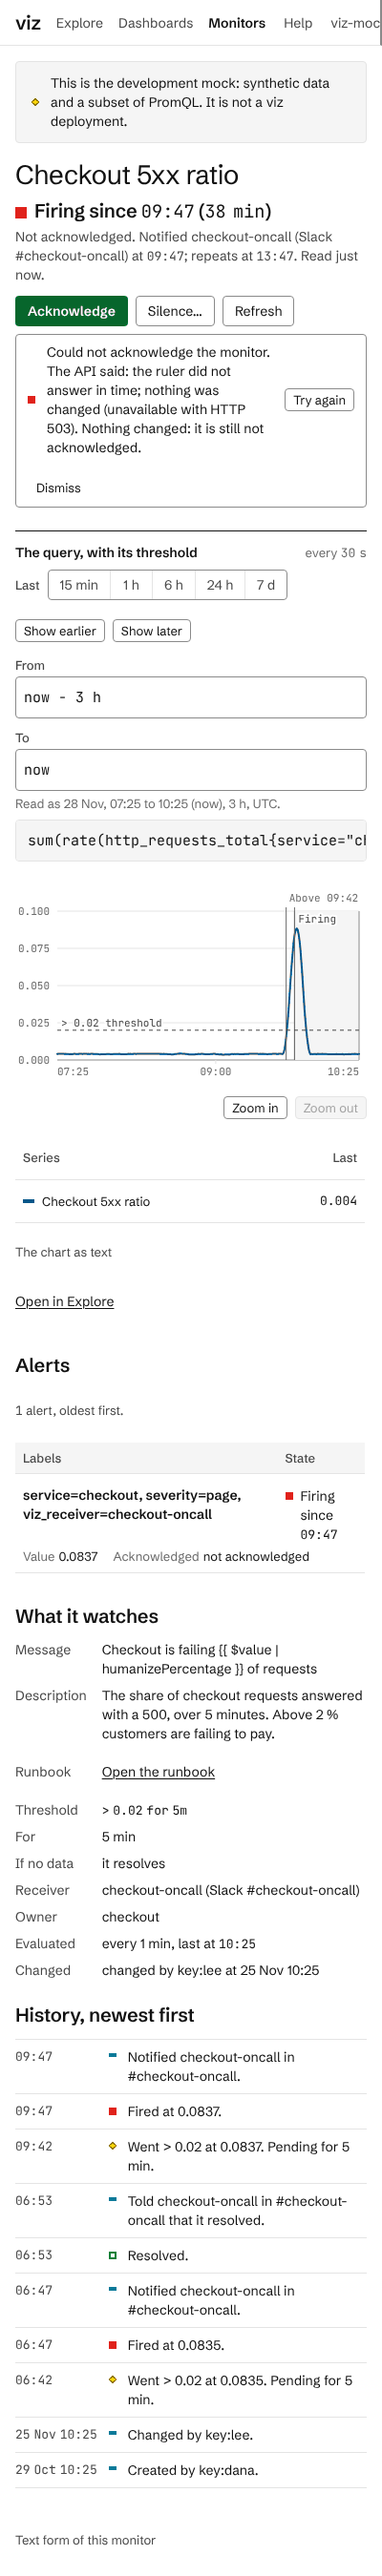 viz Explore Dashboards Monitors Help viz-moc
This is the development mock: synthetic data
and a subset of PromQL. It is not a viz
deployment.
Checkout 5xx ratio
Firing since 09:47 (38 min)
Not acknowledged. Notified checkout-oncall (Slack
#checkout-oncall) at 09:47; repeats at 13:47. Read just
now.
Acknowledge Silence... Refresh
Could not acknowledge the monitor.
The API said: the ruler did not
answer in time; nothing was
changed (unavailable with HTTP
503). Nothing changed: it is still not
acknowledged.
Try again
Dismiss
The query, with its threshold every 30 s
Last 15 min 1 h 6 h 24 h 7 d
Show earlier Show later
From
now - 3 h
To
now
Read as 28 Nov, 07:25 to 10:25 (now), 3 h, UTC.
sum(rate(http_requests_total{service="ch
Above 09:42
Firing
0.100
0.075
0.050
0.025
> 0.02 threshold
0.000
07:25 09:00 10:25
Zoom in Zoom out
Series Last
Checkout 5xx ratio 0.004
The chart as text
Open in Explore
Alerts
1 alert, oldest first.
Labels State
service=checkout, severity=page,
viz_receiver=checkout-oncall
Firing
since
09:47
Value 0.0837 Acknowledged not acknowledged
What it watches
Message Checkout is failing {{ $value |
humanizePercentage }} of requests
Description The share of checkout requests answered
with a 500, over 5 minutes. Above 2 %
customers are failing to pay.
Runbook Open the runbook
Threshold > 0.02 for 5m
For 5 min
If no data it resolves
Receiver checkout-oncall (Slack #checkout-oncall)
Owner checkout
Evaluated every 1 min, last at 10:25
Changed changed by key:lee at 25 Nov 10:25
History, newest first
09:47 Notified checkout-oncall in
#checkout-oncall.
09:47 Fired at 0.0837.
09:42 Went > 0.02 at 0.0837. Pending for 5
min.
06:53 Told checkout-oncall in #checkout-
oncall that it resolved.
06:53 Resolved.
06:47 Notified checkout-oncall in
#checkout-oncall.
06:47 Fired at 0.0835.
06:42 Went > 0.02 at 0.0835. Pending for 5
min.
25 Nov 10:25 Changed by key:lee.
29 Oct 10:25 Created by key:dana.
Text form of this monitor